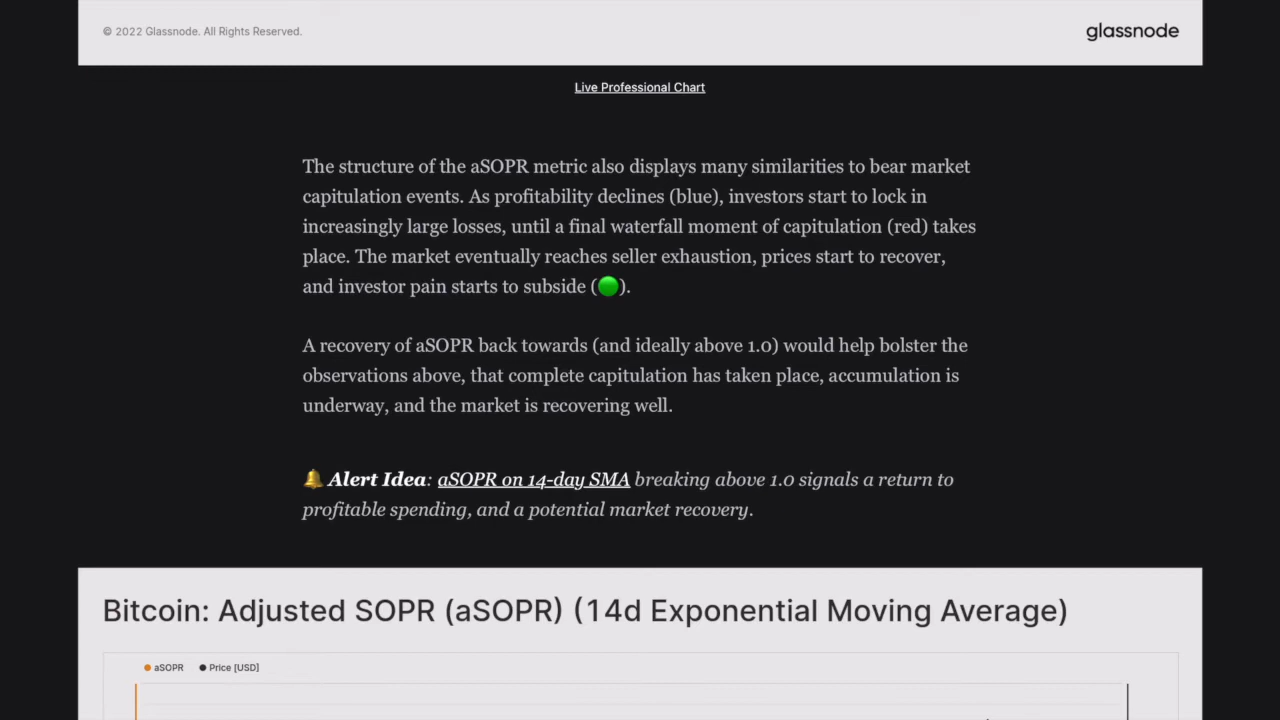 © 2022 Glassnode. All Rights Reserved.
glassnode
Live Professional Chart
The structure of the aSOPR metric also displays many similarities to bear market
capitulation events. As profitability declines (blue), investors start to lock in
increasingly large losses, until a final waterfall moment of capitulation (red) takes
place. The market eventually reaches seller exhaustion, prices start to recover,
and investor pain starts to subside (🟢).
A recovery of aSOPR back towards (and ideally above 1.0) would help bolster the
observations above, that complete capitulation has taken place, accumulation is
underway, and the market is recovering well.
🔔 Alert Idea: aSOPR on 14-day SMA breaking above 1.0 signals a return to
profitable spending, and a potential market recovery.
Bitcoin: Adjusted SOPR (aSOPR) (14d Exponential Moving Average)
aSOPR Price [USD]